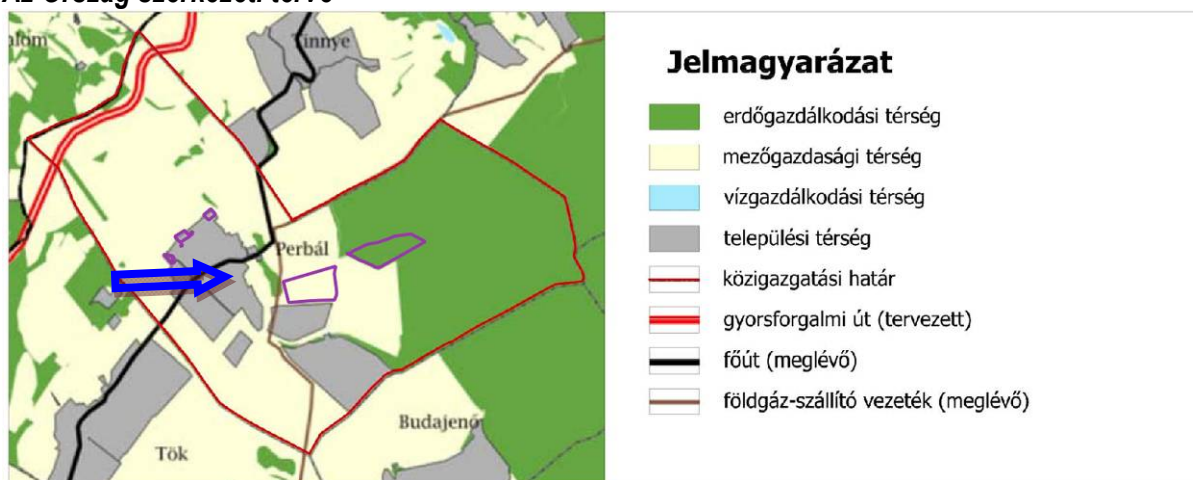 Az Ország szerkezeti terve
Tinnye
Perbál
Budajenő
Tök
Jelmagyarázat
erdőgazdálkodási térség
mezőgazdasági térség
vízgazdálkodási térség
települési térség
közigazgatási határ
gyorsforgalmi út (tervezett)
főút (meglévő)
földgáz-szállító vezeték (meglévő)